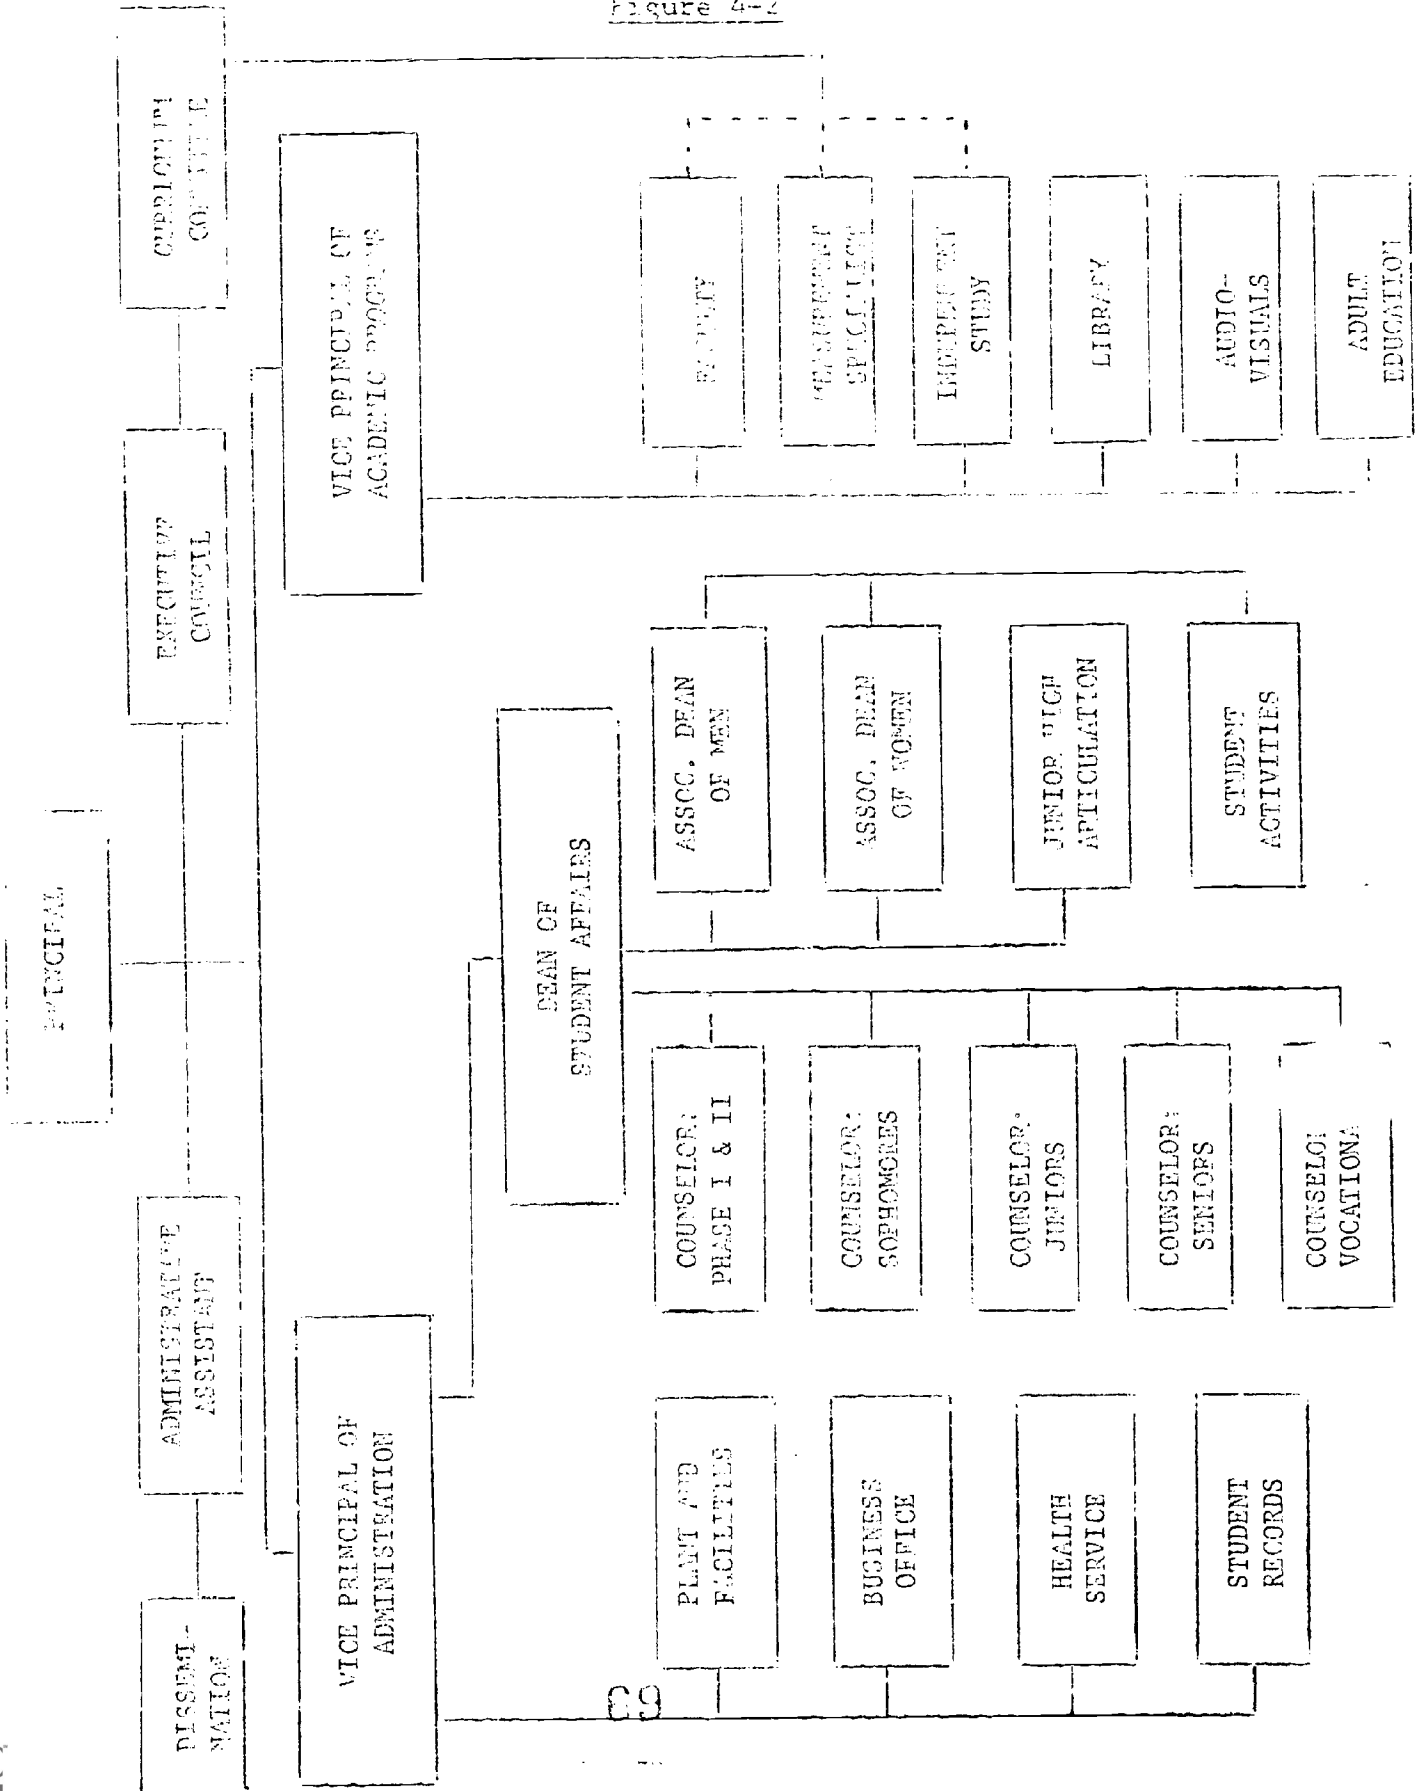 Figure 4-2
PRINCIPAL
DISSEMI-
NATION
ADMINISTRATIVE
ASSISTANT
EXECUTIVE
COUNCIL
CURRICULUM
COMMITTEE
VICE PRINCIPAL OF
ADMINISTRATION
VICE PRINCIPAL OF
ACADEMIC PROGRAMS
DEAN OF
STUDENT AFFAIRS
PLANT AND
FACILITIES
BUSINESS
OFFICE
HEALTH
SERVICE
STUDENT
RECORDS
COUNSELOR:
PHASE I & II
COUNSELOR:
SOPHOMORES
COUNSELOR:
JUNIORS
COUNSELOR:
SENIORS
COUNSELOR
VOCATIONA
ASSOC. DEAN
OF MEN
ASSOC. DEAN
OF WOMEN
JUNIOR HIGH
ARTICULATION
STUDENT
ACTIVITIES
FACULTY
MEASUREMENT
SPECIALIST
INDEPENDENT
STUDY
LIBRARY
AUDIO-
VISUALS
ADULT
EDUCATION
69